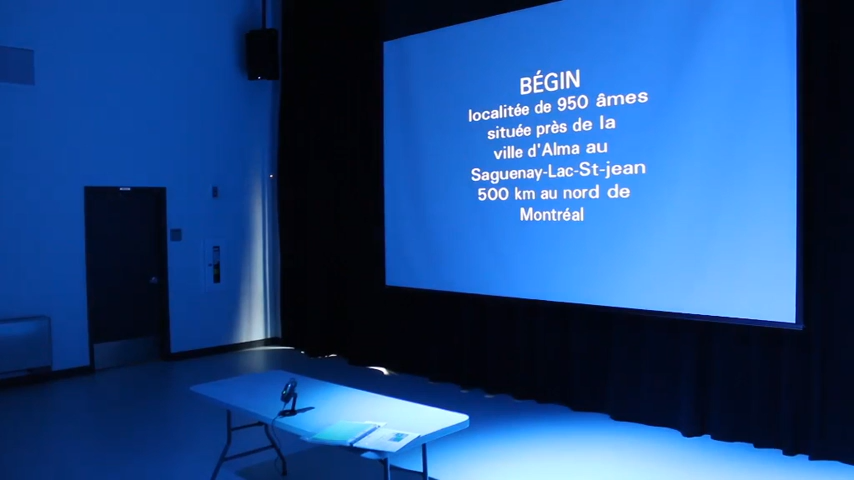 BÉGIN
localitée de 950 âmes
située près de la
ville d'Alma au
Saguenay-Lac-St-jean
500 km au nord de
Montréal